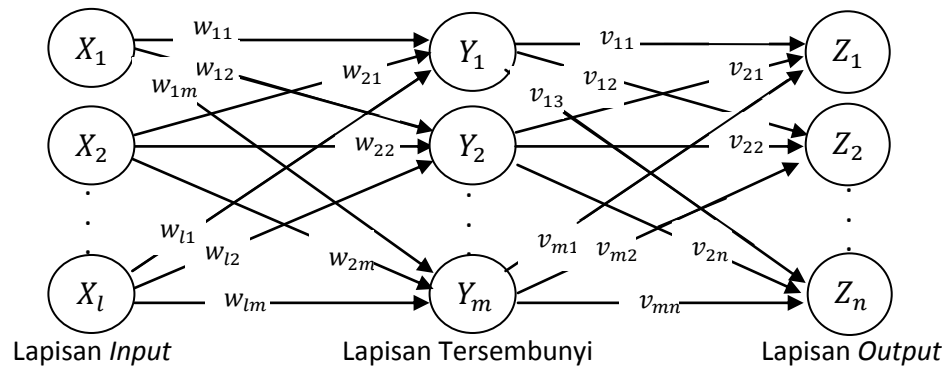 X₁ w₁₁ Y₁ v₁₁ Z₁
w₁₂ w₂₁ v₁₂ v₂₁
w₁ₘ v₁₃
X₂ w₂₂ Y₂ v₂₂ Z₂
. . .
. . .
. . .
wₗ₁ wₗ₂ w₂ₘ vₘ₁ vₘ₂ v₂ₙ
Xₗ wₗₘ Yₘ vₘₙ Zₙ
Lapisan Input Lapisan Tersembunyi Lapisan Output